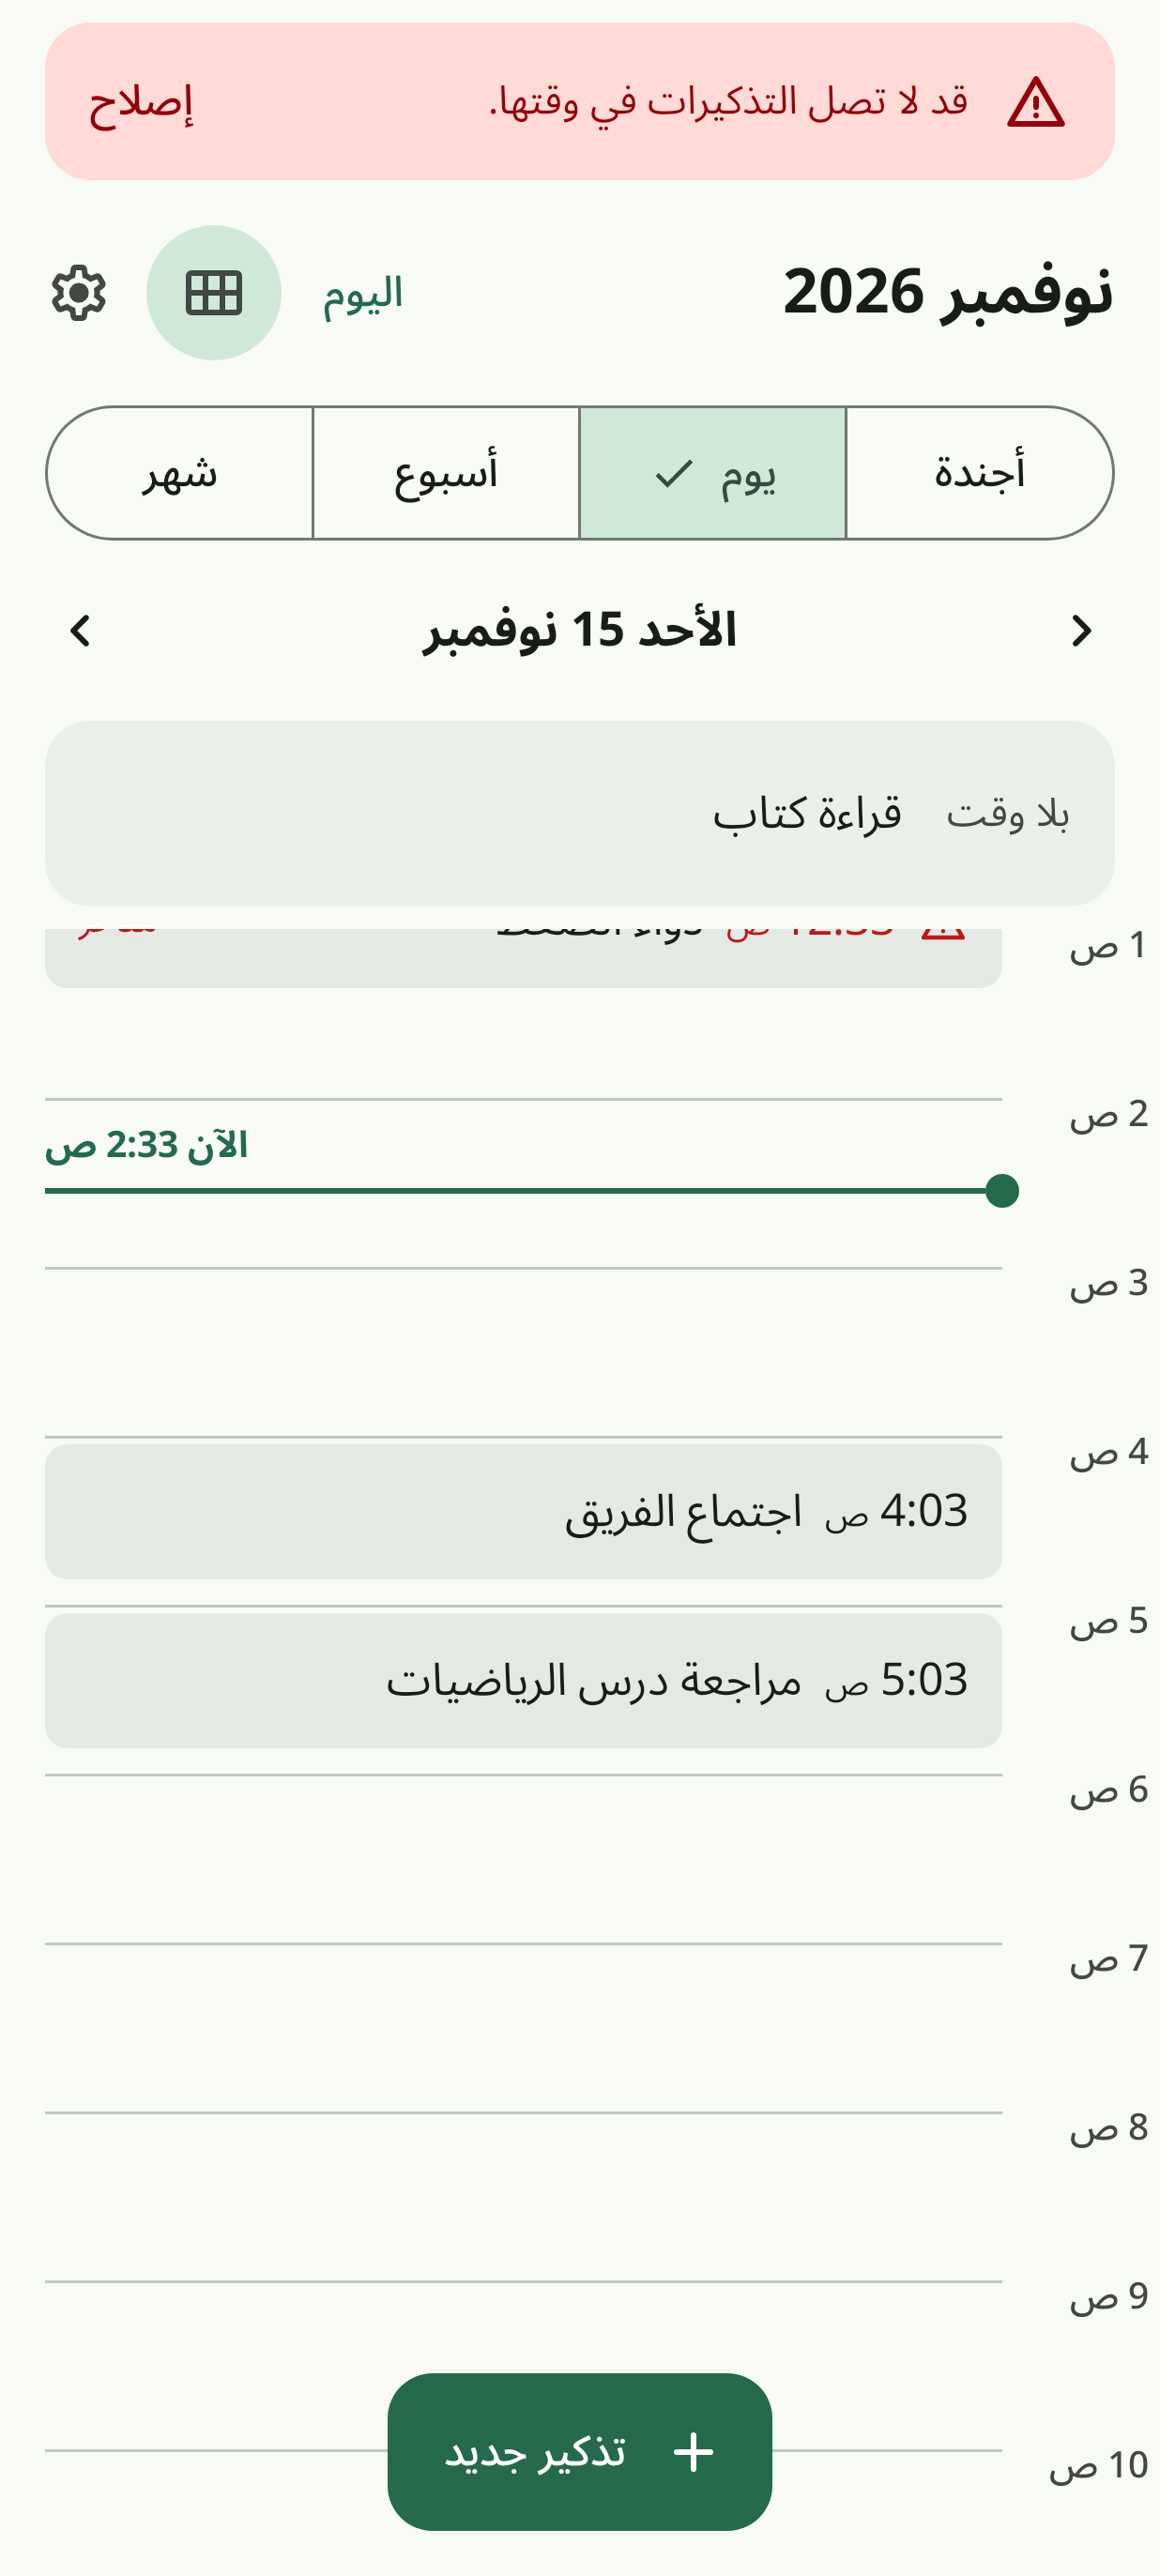 قد لا تصل التذكيرات في وقتها. إصلاح
نوفمبر 2026 اليوم
أجندة يوم أسبوع شهر
الأحد 15 نوفمبر
بلا وقت قراءة كتاب
1 ص
2 ص
الآن 2:33 ص
3 ص
4 ص
4:03 ص اجتماع الفريق
5 ص
5:03 ص مراجعة درس الرياضيات
6 ص
7 ص
8 ص
9 ص
تذكير جديد
10 ص